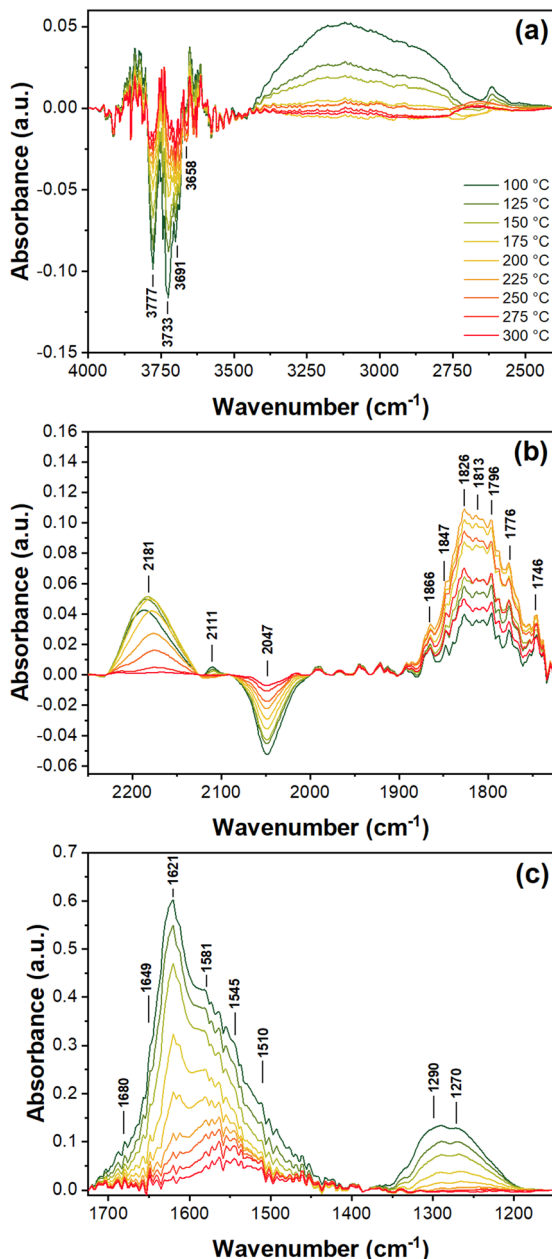 (a)
Absorbance (a.u.)
0.05
0.00
-0.05
-0.10
-0.15
3777
3733
3691
3658
100 °C
125 °C
150 °C
175 °C
200 °C
225 °C
250 °C
275 °C
300 °C
4000 3750 3500 3250 3000 2750 2500
Wavenumber (cm⁻¹)
(b)
Absorbance (a.u.)
0.16
0.14
0.12
0.10
0.08
0.06
0.04
0.02
0.00
-0.02
-0.04
-0.06
2181
2111
2047
1866
1847
1826
1813
1796
1776
1746
2200 2100 2000 1900 1800
Wavenumber (cm⁻¹)
(c)
Absorbance (a.u.)
0.7
0.6
0.5
0.4
0.3
0.2
0.1
0.0
1680
1649
1621
1581
1545
1510
1290
1270
1700 1600 1500 1400 1300 1200
Wavenumber (cm⁻¹)